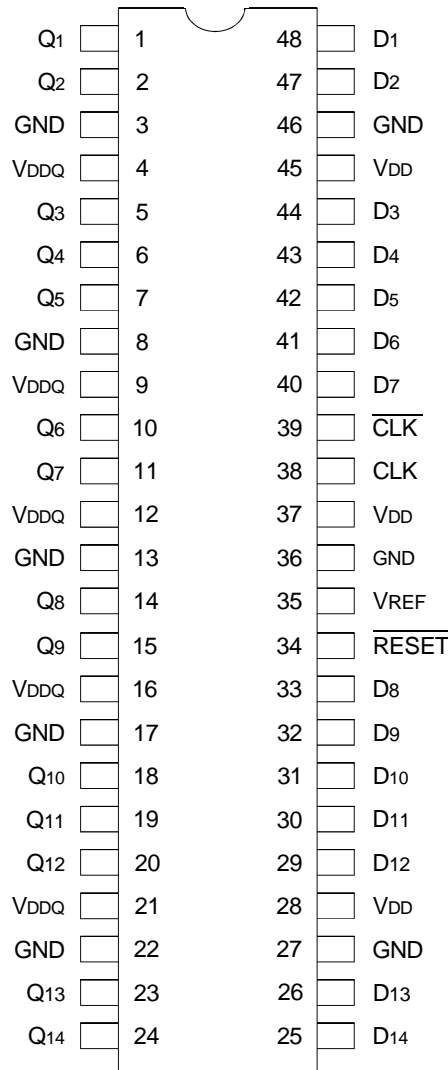 Q1 1 48 D1
Q2 2 47 D2
GND 3 46 GND
VDDQ 4 45 VDD
Q3 5 44 D3
Q4 6 43 D4
Q5 7 42 D5
GND 8 41 D6
VDDQ 9 40 D7
Q6 10 39 C̅L̅K̅
Q7 11 38 CLK
VDDQ 12 37 VDD
GND 13 36 GND
Q8 14 35 VREF
Q9 15 34 R̅E̅S̅E̅T̅
VDDQ 16 33 D8
GND 17 32 D9
Q10 18 31 D10
Q11 19 30 D11
Q12 20 29 D12
VDDQ 21 28 VDD
GND 22 27 GND
Q13 23 26 D13
Q14 24 25 D14